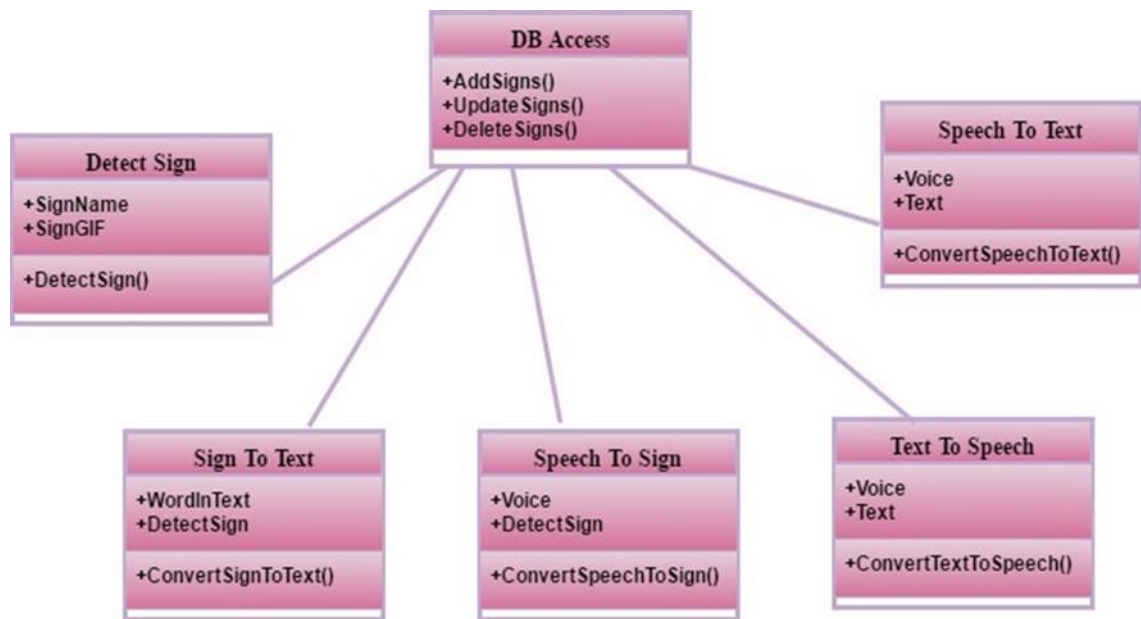 DB Access
+AddSigns()
+UpdateSigns()
+DeleteSigns()
Detect Sign
+SignName
+SignGIF
+DetectSign()
Speech To Text
+Voice
+Text
+ConvertSpeechToText()
Sign To Text
+WordInText
+DetectSign
+ConvertSignToText()
Speech To Sign
+Voice
+DetectSign
+ConvertSpeechToSign()
Text To Speech
+Voice
+Text
+ConvertTextToSpeech()